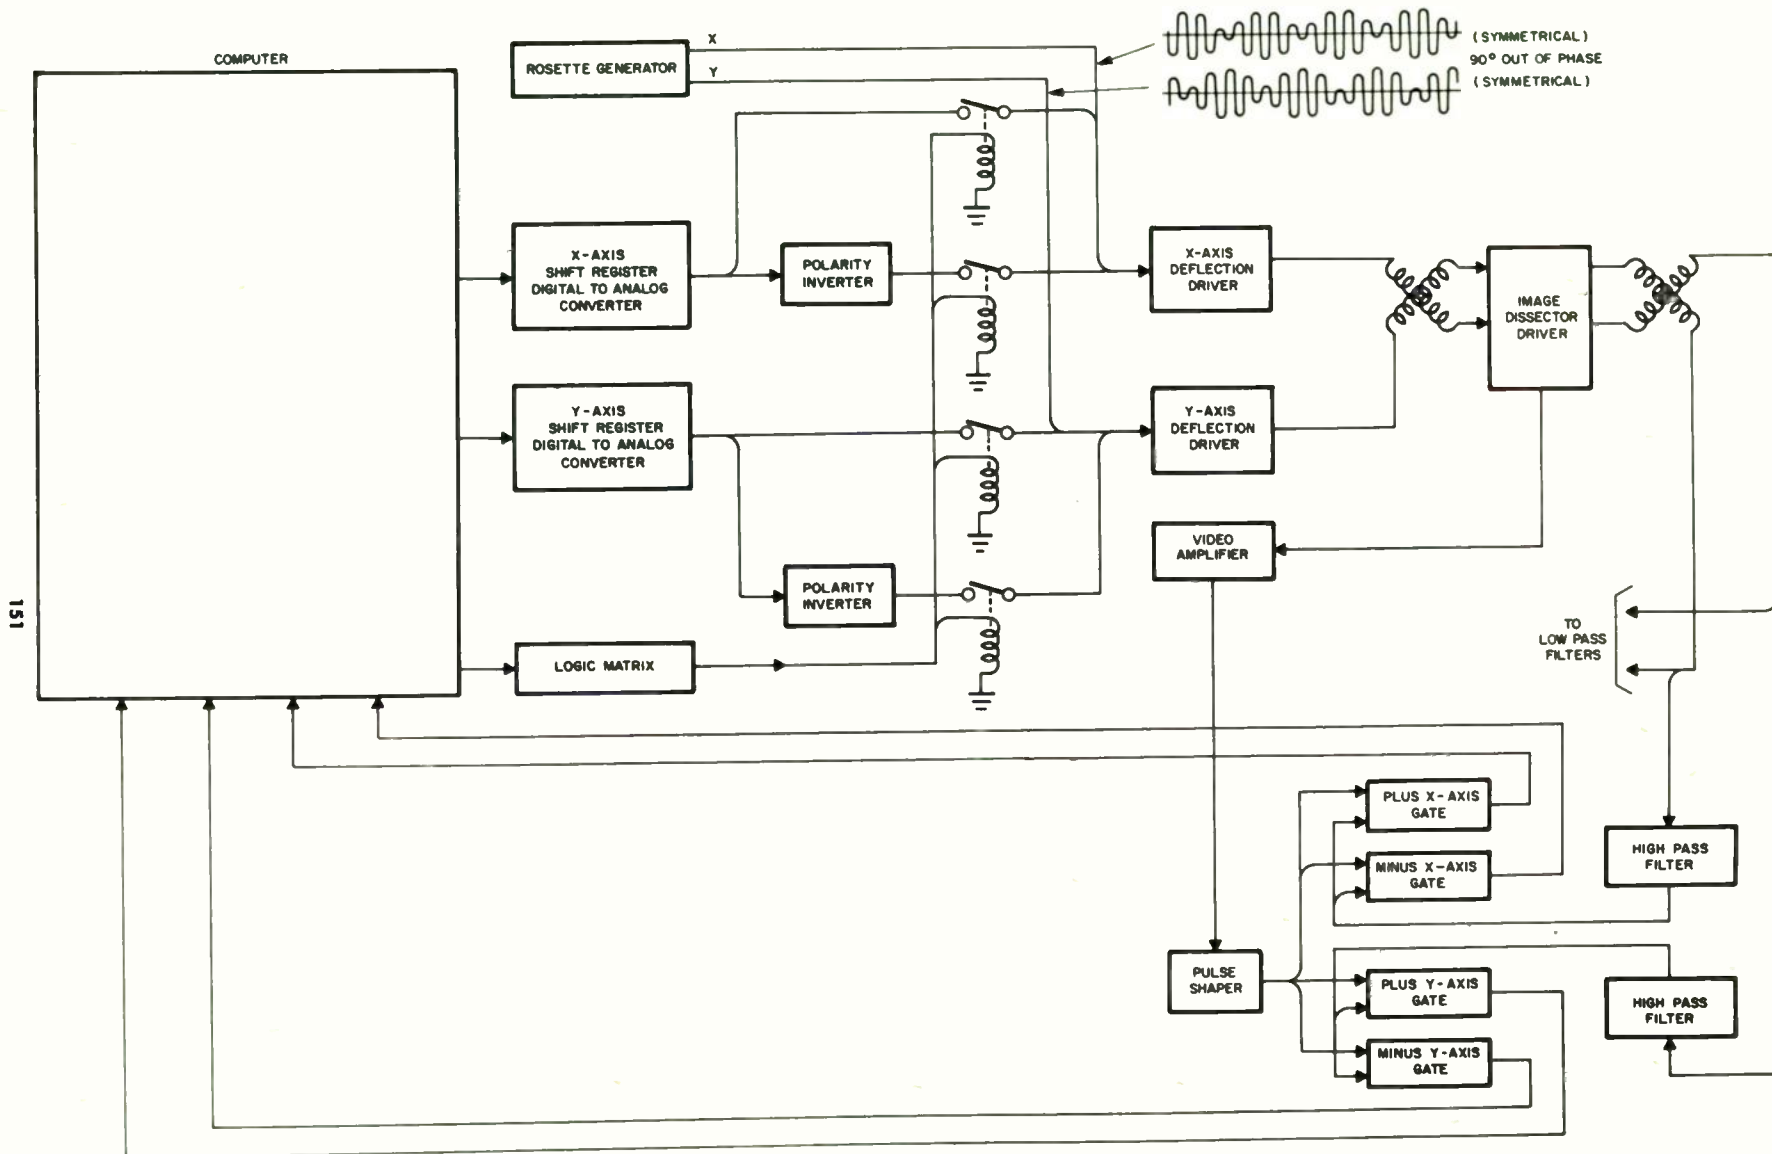 COMPUTER
ROSETTE GENERATOR
X
Y
(SYMMETRICAL)
90° OUT OF PHASE
(SYMMETRICAL)
X-AXIS
SHIFT REGISTER
DIGITAL TO ANALOG
CONVERTER
POLARITY
INVERTER
X-AXIS
DEFLECTION
DRIVER
IMAGE
DISSECTOR
DRIVER
Y-AXIS
SHIFT REGISTER
DIGITAL TO ANALOG
CONVERTER
Y-AXIS
DEFLECTION
DRIVER
VIDEO
AMPLIFIER
POLARITY
INVERTER
LOGIC MATRIX
TO
LOW PASS
FILTERS
151
PLUS X-AXIS
GATE
MINUS X-AXIS
GATE
HIGH PASS
FILTER
PULSE
SHAPER
PLUS Y-AXIS
GATE
MINUS Y-AXIS
GATE
HIGH PASS
FILTER